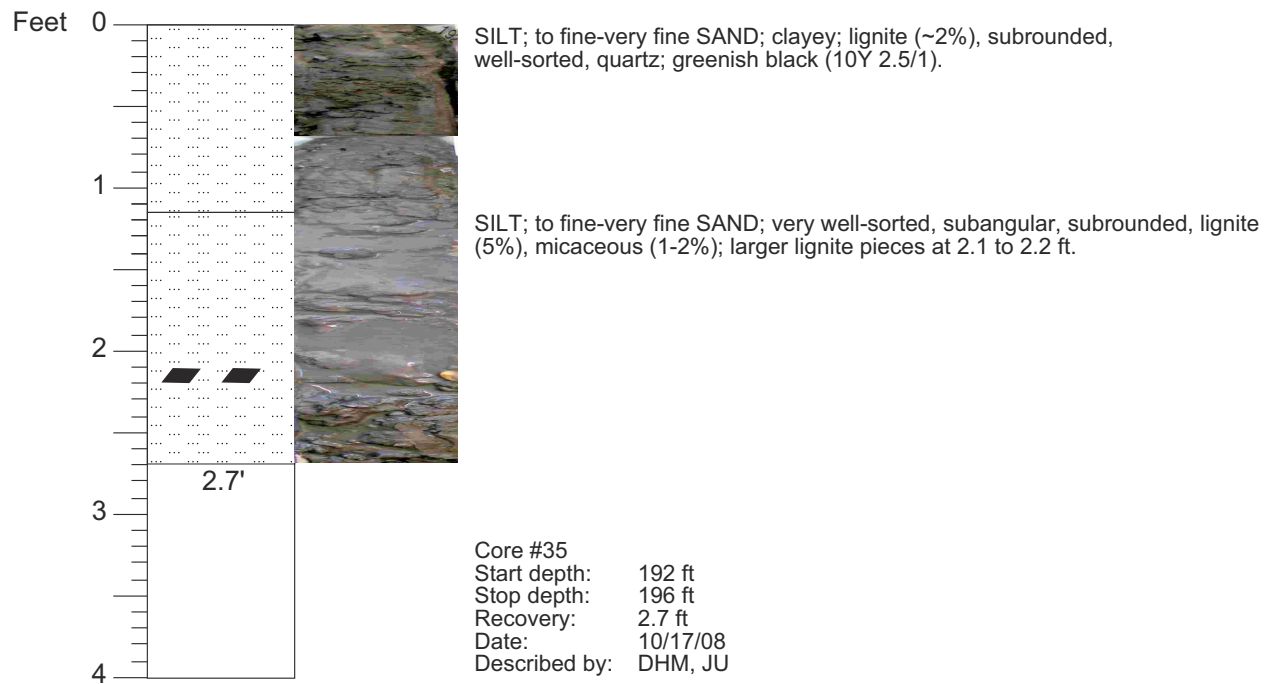 Feet
0
SILT; to fine-very fine SAND; clayey; lignite (~2%), subrounded,
well-sorted, quartz; greenish black (10Y 2.5/1).
1
SILT; to fine-very fine SAND; very well-sorted, subangular, subrounded, lignite
(5%), micaceous (1-2%); larger lignite pieces at 2.1 to 2.2 ft.
2
2.7'
3
Core #35
Start depth: 192 ft
Stop depth: 196 ft
Recovery: 2.7 ft
Date: 10/17/08
Described by: DHM, JU
4